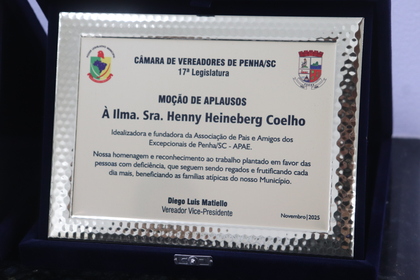 CÂMARA DE VEREADORES DE PENHA/SC
17ª Legislatura
MOÇÃO DE APLAUSOS
À Ilma. Sra. Henny Heineberg Coelho
Idealizadora e fundadora da Associação de Pais e Amigos dos
Excepcionais de Penha/SC - APAE.
Nossa homenagem e reconhecimento ao trabalho plantado em favor das
pessoas com deficiência, que seguem sendo regados e frutificando cada
dia mais, beneficiando as famílias atípicas do nosso Município.
Diego Luis Matiello
Vereador Vice-Presidente
Novembro/2025